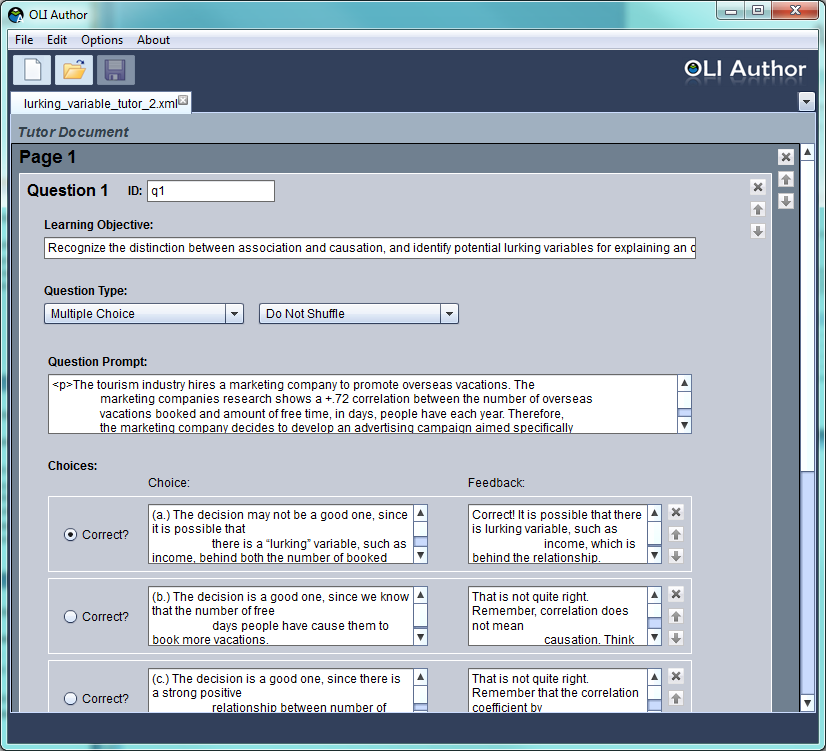 OLI Author
File Edit Options About
OLI Author
lurking_variable_tutor_2.xml
Tutor Document
Page 1
Question 1 ID: q1
Learning Objective:
Recognize the distinction between association and causation, and identify potential lurking variables for explaining an
Question Type:
Multiple Choice Do Not Shuffle
Question Prompt:
<p>The tourism industry hires a marketing company to promote overseas vacations. The
marketing companies research shows a +.72 correlation between the number of overseas
vacations booked and amount of free time, in days, people have each year. Therefore,
the marketing company decides to develop an advertising campaign aimed specifically
Choices:
Choice: Feedback:
Correct?
(a.) The decision may not be a good one, since
it is possible that
there is a “lurking” variable, such as
income, behind both the number of booked
Correct! It is possible that there
is lurking variable, such as
income, which is
behind the relationship.
Correct?
(b.) The decision is a good one, since we know
that the number of free
days people have cause them to
book more vacations.
That is not quite right.
Remember, correlation does
not mean
causation. Think
Correct?
(c.) The decision is a good one, since there is
a strong positive
relationship between number of
That is not quite right.
Remember that the correlation
coefficient by